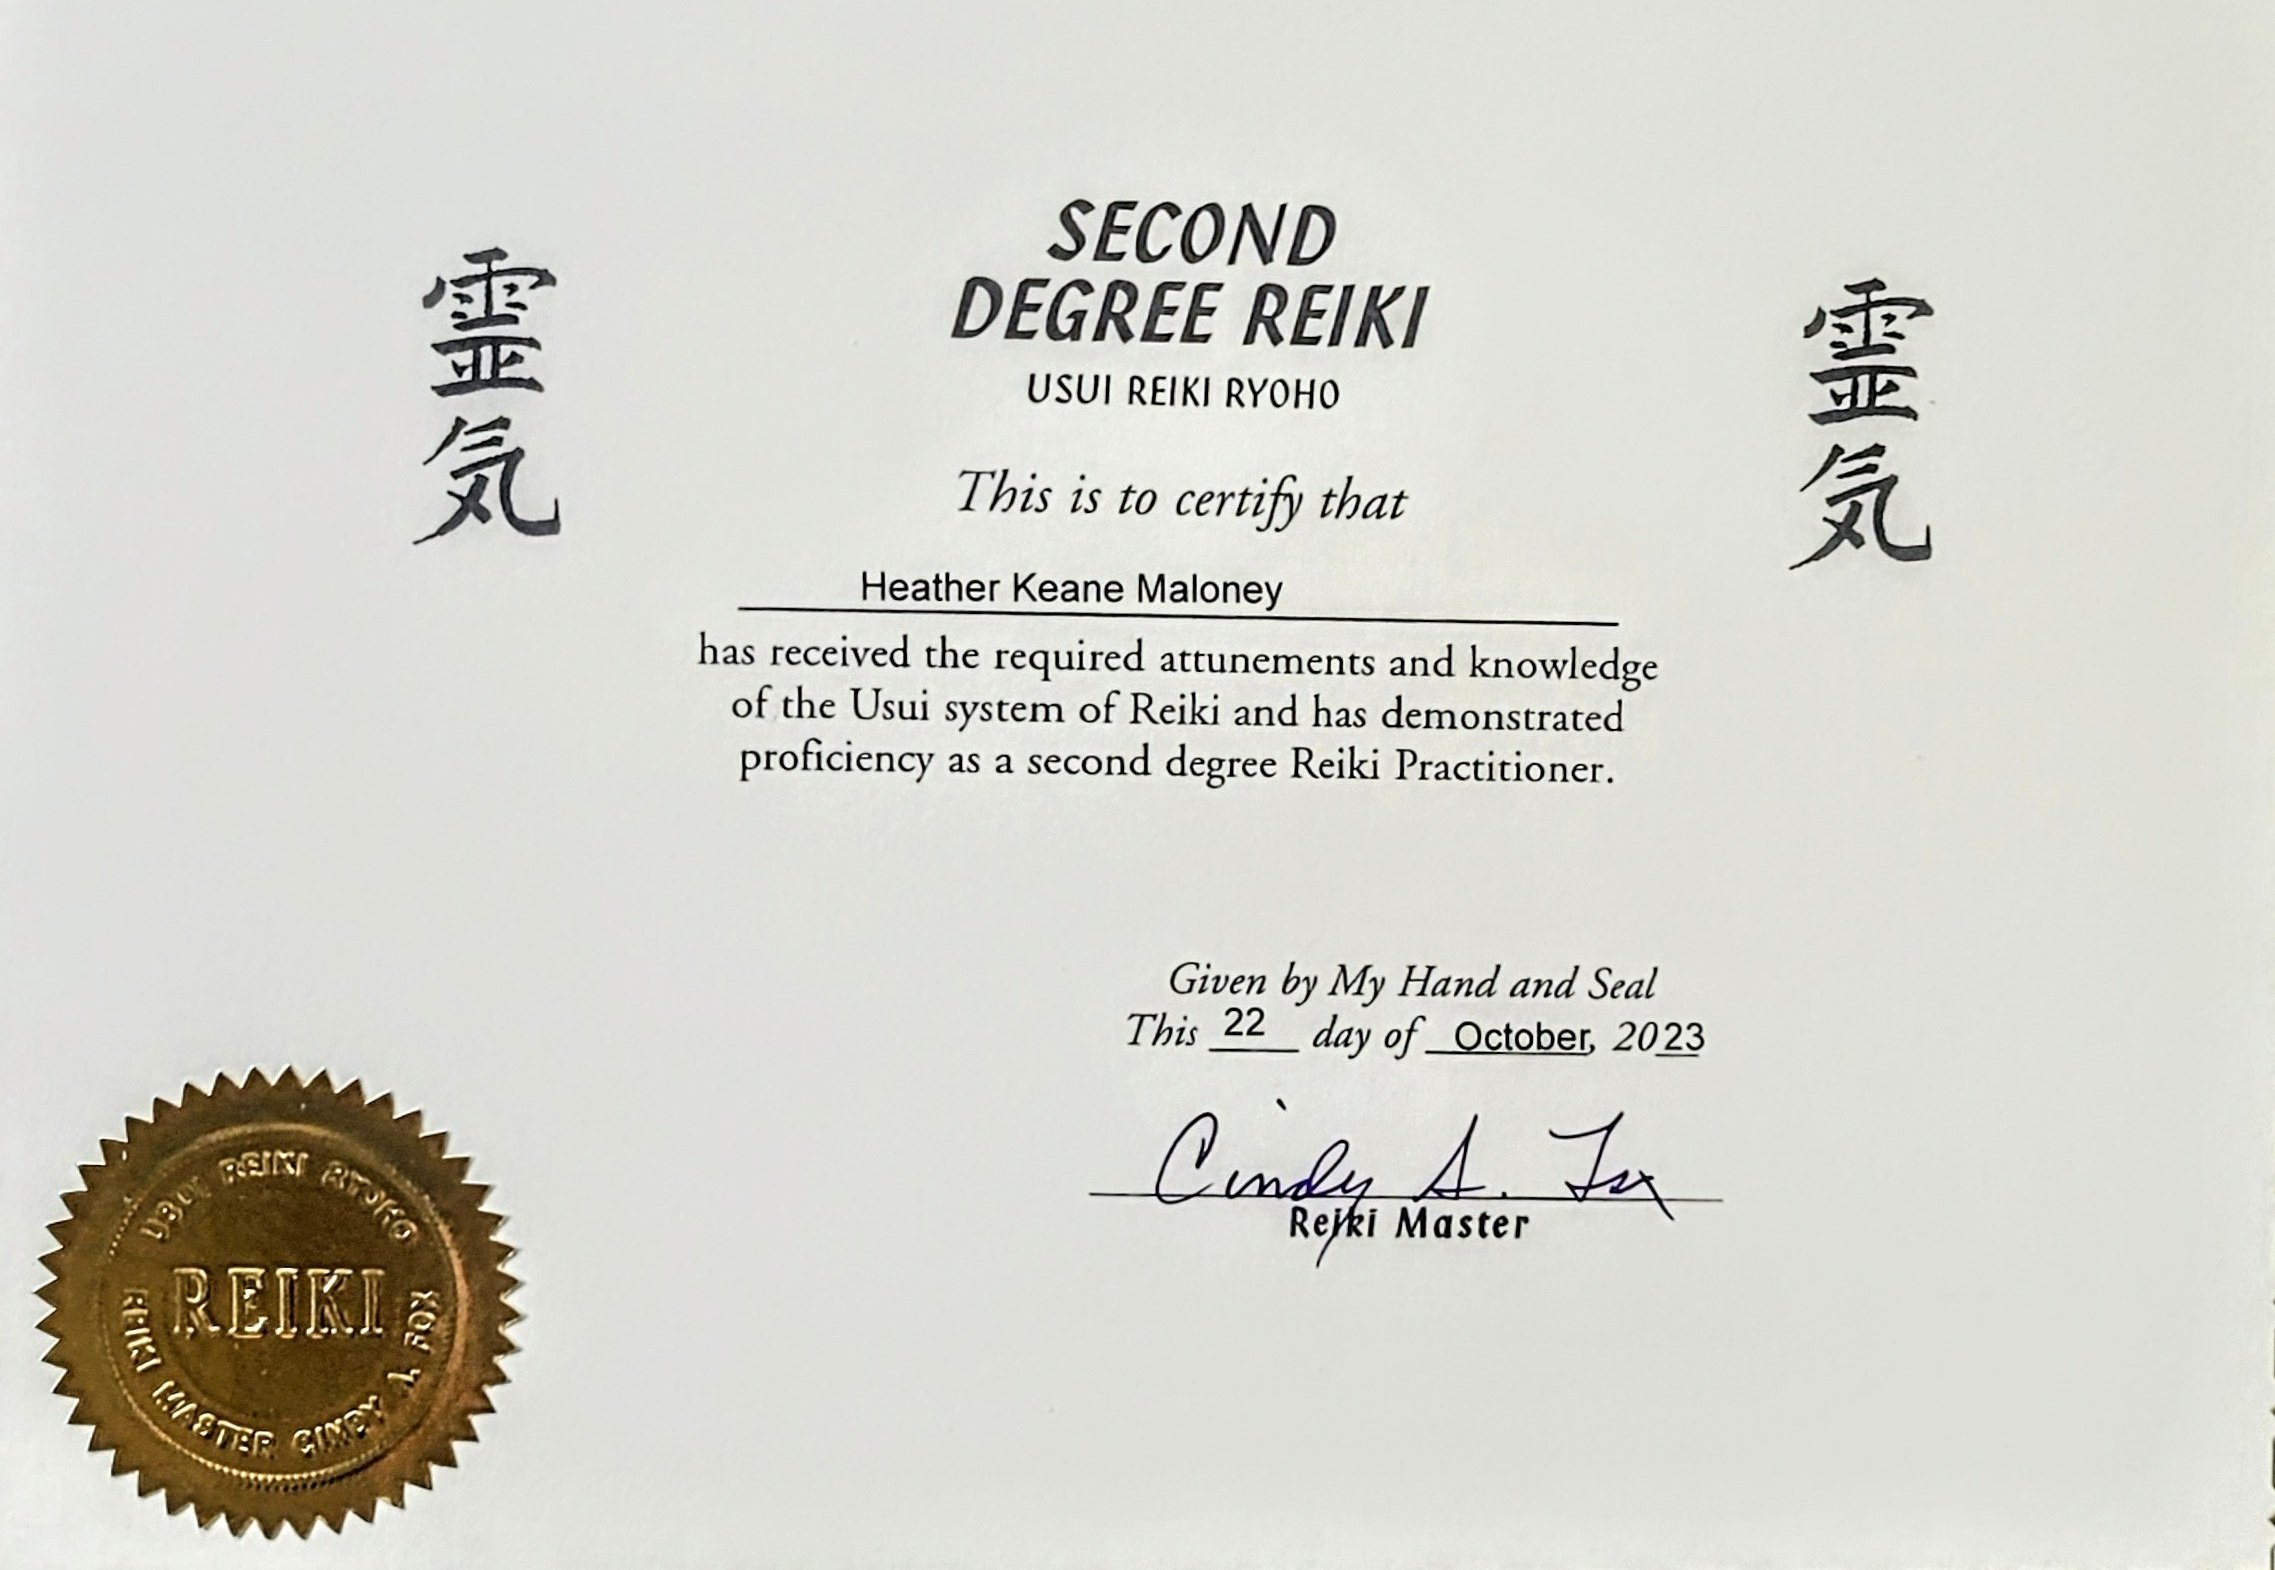 SECOND
DEGREE REIKI
USUI REIKI RYOHO
霊気
霊気
This is to certify that
Heather Keane Maloney
has received the required attunements and knowledge
of the Usui system of Reiki and has demonstrated
proficiency as a second degree Reiki Practitioner.
Given by My Hand and Seal
This 22 day of October, 2023
Cindy A. Fox
Reiki Master
USUI REIKI RYOHO
REIKI
REIKI MASTER CINDY A. FOX